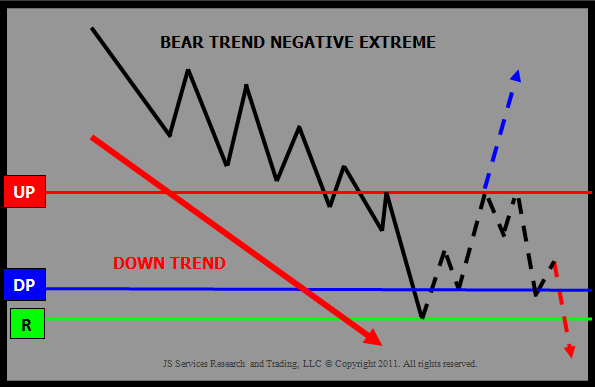 BEAR TREND NEGATIVE EXTREME
UP
DOWN TREND
DP
R
JS Services Research and Trading, LLC © Copyright 2011. All rights reserved.